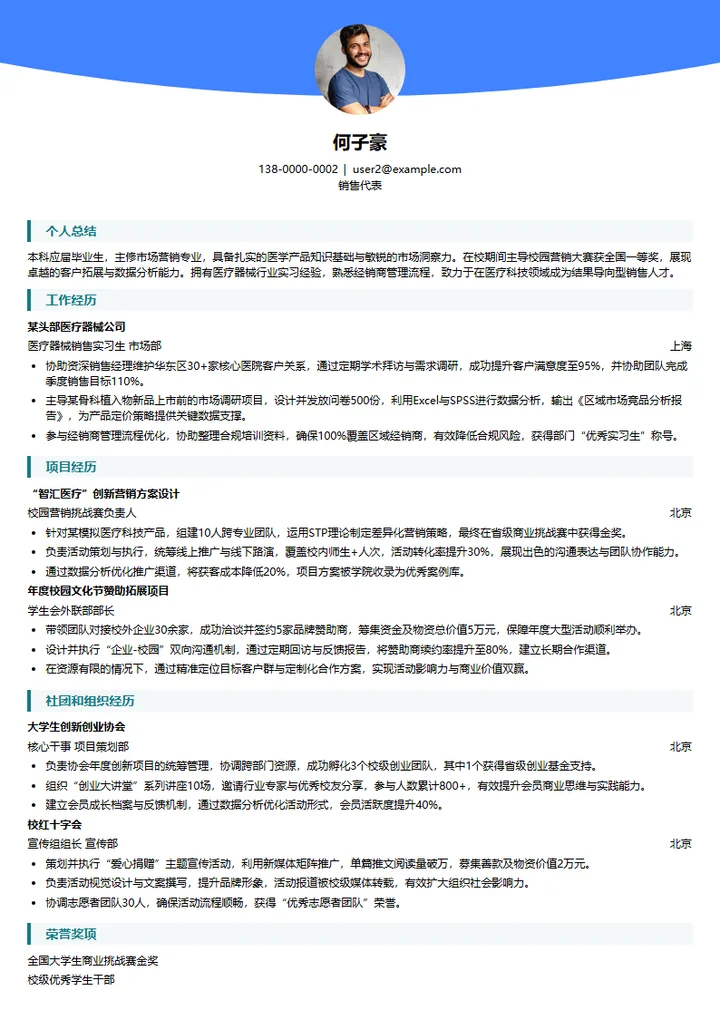 何子豪
138-0000-0002 | user2@example.com
销售代表
个人总结
本科应届毕业生，主修市场营销专业，具备扎实的医学产品知识基础与敏锐的市场洞察力。在校期间主导校园营销大赛获全国一等奖，展现
卓越的客户拓展与数据分析能力。拥有医疗器械行业实习经验，熟悉经销商管理流程，致力于在医疗科技领域成为结果导向型销售人才。
工作经历
某头部医疗器械公司
医疗器械销售实习生 市场部 上海
• 协助资深销售经理维护华东区30+家核心医院客户关系，通过定期学术拜访与需求调研，成功提升客户满意度至95%，并协助团队完成
季度销售目标110%。
• 主导某骨科植入物新品上市前的市场调研项目，设计并发放问卷500份，利用Excel与SPSS进行数据分析，输出《区域市场竞品分析报
告》，为产品定价策略提供关键数据支撑。
• 参与经销商管理流程优化，协助整理合规培训资料，确保100%覆盖区域经销商，有效降低合规风险，获得部门“优秀实习生”称号。
项目经历
“智汇医疗”创新营销方案设计
校园营销挑战赛负责人 北京
• 针对某模拟医疗科技产品，组建10人跨专业团队，运用STP理论制定差异化营销策略，最终在省级商业挑战赛中获得金奖。
• 负责活动策划与执行，统筹线上推广与线下路演，覆盖校内师生+人次，活动转化率提升30%，展现出色的沟通表达与团队协作能力。
• 通过数据分析优化推广渠道，将获客成本降低20%，项目方案被学院收录为优秀案例库。
年度校园文化节赞助拓展项目
学生会外联部部长 北京
• 带领团队对接校外企业30余家，成功洽谈并签约5家品牌赞助商，筹集资金及物资总价值5万元，保障年度大型活动顺利举办。
• 设计并执行“企业-校园”双向沟通机制，通过定期回访与反馈报告，将赞助商续约率提升至80%，建立长期合作渠道。
• 在资源有限的情况下，通过精准定位目标客户群与定制化合作方案，实现活动影响力与商业价值双赢。
社团和组织经历
大学生创新创业协会
核心干事 项目策划部 北京
• 负责协会年度创新项目的统筹管理，协调跨部门资源，成功孵化3个校级创业团队，其中1个获得省级创业基金支持。
• 组织“创业大讲堂”系列讲座10场，邀请行业专家与优秀校友分享，参与人数累计800+，有效提升会员商业思维与实践能力。
• 建立会员成长档案与反馈机制，通过数据分析优化活动形式，会员活跃度提升40%。
校红十字会
宣传组组长 宣传部 北京
• 策划并执行“爱心捐赠”主题宣传活动，利用新媒体矩阵推广，单篇推文阅读量破万，募集善款及物资价值2万元。
• 负责活动视觉设计与文案撰写，提升品牌形象，活动报道被校级媒体转载，有效扩大组织社会影响力。
• 协调志愿者团队30人，确保活动流程顺畅，获得“优秀志愿者团队”荣誉。
荣誉奖项
全国大学生商业挑战赛金奖
校级优秀学生干部